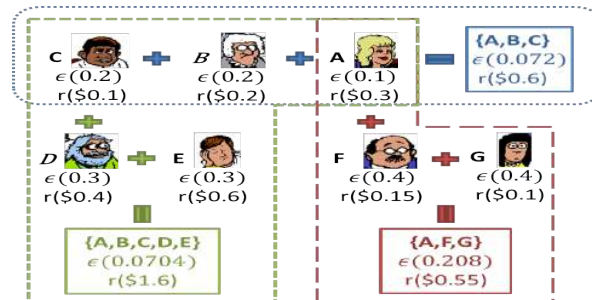 C B A {A,B,C}
ϵ(0.2) ϵ(0.2) ϵ(0.1) ϵ(0.072)
r($0.1) r($0.2) r($0.3) r($0.6)
D E F G
ϵ(0.3) ϵ(0.3) ϵ(0.4) ϵ(0.4)
r($0.4) r($0.6) r($0.15) r($0.1)
{A,B,C,D,E} {A,F,G}
ϵ(0.0704) ϵ(0.208)
r($1.6) r($0.55)